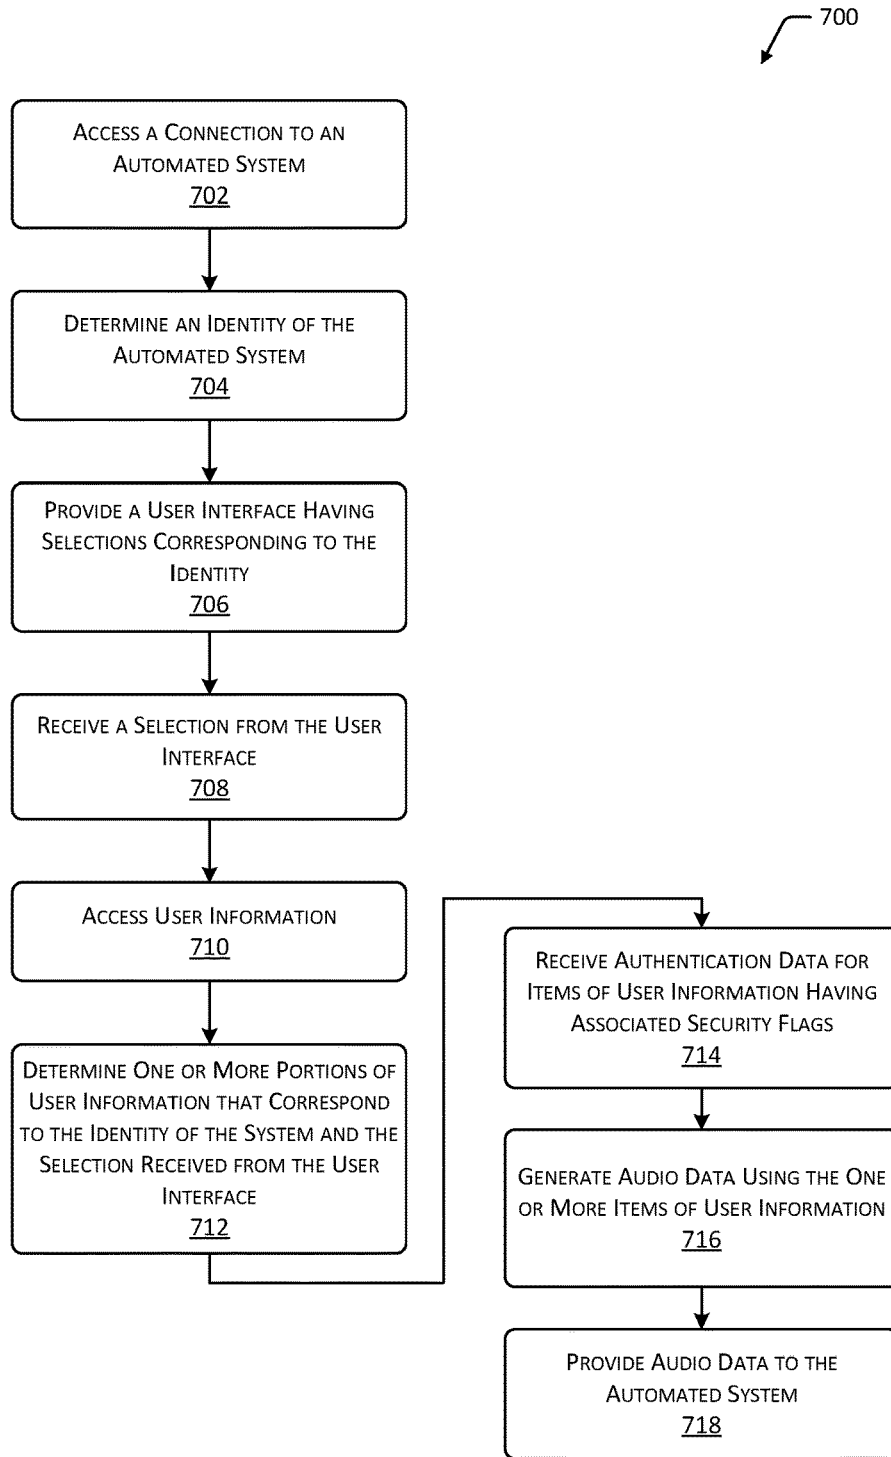 700
Access a Connection to an
Automated System
702
Determine an Identity of the
Automated System
704
Provide a User Interface Having
Selections Corresponding to the
Identity
706
Receive a Selection from the User
Interface
708
Access User Information
710
Determine One or More Portions of
User Information that Correspond
to the Identity of the System and the
Selection Received from the User
Interface
712
Receive Authentication Data for
Items of User Information Having
Associated Security Flags
714
Generate Audio Data Using the One
or More Items of User Information
716
Provide Audio Data to the
Automated System
718